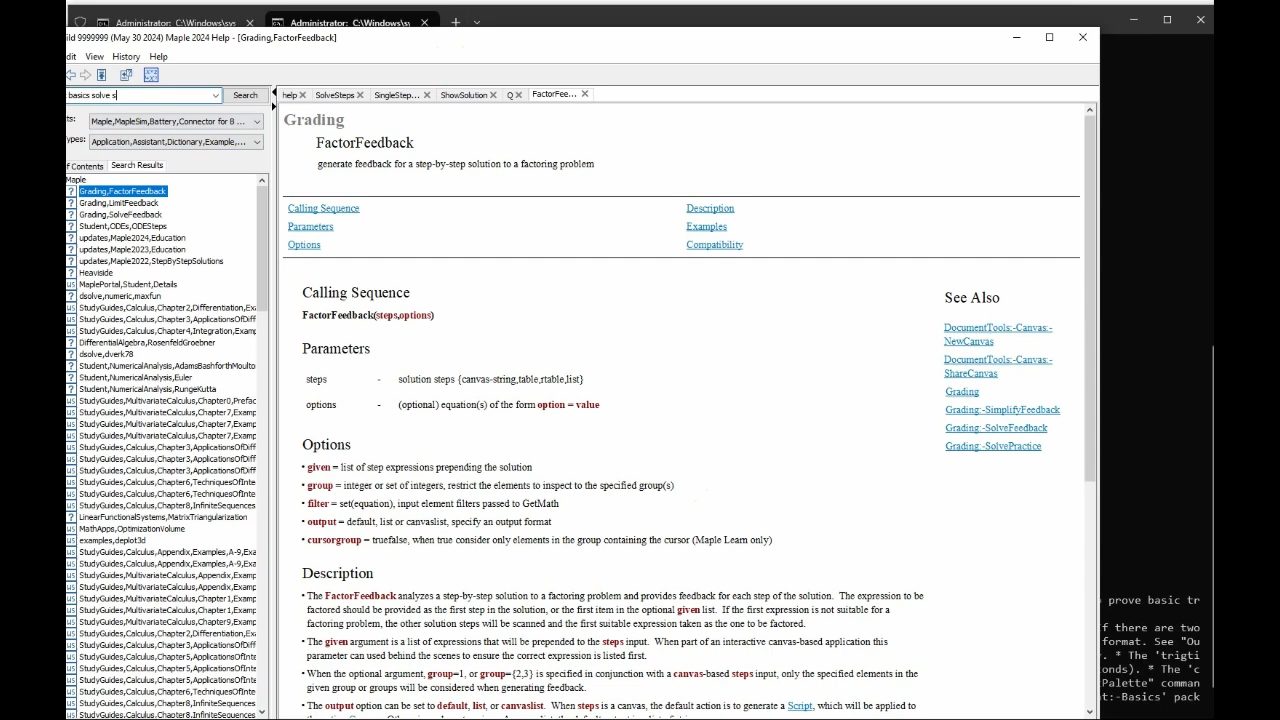 Administrator: C:\Windows\sys
Administrator: C:\Windows\sy
ild 9999999 (May 30 2024) Maple 2024 Help - [Grading,FactorFeedback]
dit View History Help
basics solve s
Search
ts: Maple,MapleSim,Battery,Connector for B ...
ypes: Application,Assistant,Dictionary,Example,...
f Contents Search Results
Maple
Grading,FactorFeedback
Grading,LimitFeedback
Grading,SolveFeedback
Student,ODEs,ODESteps
updates,Maple2024,Education
updates,Maple2023,Education
updates,Maple2022,StepByStepSolutions
Heaviside
MaplePortal,Student,Details
dsolve,numeric,maxfun
StudyGuides,Calculus,Chapter2,Differentiation,Exa
StudyGuides,Calculus,Chapter3,ApplicationsOfDiff
StudyGuides,Calculus,Chapter4,Integration,Examp
DifferentialAlgebra,RosenfeldGroebner
dsolve,dverk78
Student,NumericalAnalysis,AdamsBashforthMoulto
Student,NumericalAnalysis,Euler
Student,NumericalAnalysis,RungeKutta
StudyGuides,MultivariateCalculus,Chapter0,Prefac
StudyGuides,MultivariateCalculus,Chapter7,Examp
StudyGuides,MultivariateCalculus,Chapter7,Examp
StudyGuides,MultivariateCalculus,Chapter7,Examp
StudyGuides,Calculus,Chapter3,ApplicationsOfDiff
StudyGuides,Calculus,Chapter3,ApplicationsOfDiff
StudyGuides,Calculus,Chapter3,ApplicationsOfDiff
StudyGuides,Calculus,Chapter6,TechniquesOfInte
StudyGuides,Calculus,Chapter6,TechniquesOfInte
StudyGuides,Calculus,Chapter8,InfiniteSequences
LinearFunctionalSystems,MatrixTriangularization
MathApps,OptimizationVolume
examples,deplot3d
StudyGuides,Calculus,Appendix,Examples,A-9,Exa
StudyGuides,Calculus,Appendix,Examples,A-9,Exa
StudyGuides,MultivariateCalculus,Appendix,Examp
StudyGuides,MultivariateCalculus,Appendix,Examp
StudyGuides,MultivariateCalculus,Chapter1,Examp
StudyGuides,MultivariateCalculus,Chapter1,Examp
StudyGuides,MultivariateCalculus,Chapter9,Examp
StudyGuides,Calculus,Chapter2,Differentiation,Exa
StudyGuides,Calculus,Chapter3,ApplicationsOfDiff
StudyGuides,Calculus,Chapter5,ApplicationsOfInte
StudyGuides,Calculus,Chapter5,ApplicationsOfInte
StudyGuides,Calculus,Chapter5,ApplicationsOfInte
StudyGuides,Calculus,Chapter6,TechniquesOfInte
StudyGuides,Calculus,Chapter8,InfiniteSequences
help SolveSteps SingleStep... ShowSolution Q FactorFee...
Grading
FactorFeedback
generate feedback for a step-by-step solution to a factoring problem
Calling Sequence Description
Parameters Examples
Options Compatibility
Calling Sequence
FactorFeedback(steps,options)
Parameters
steps - solution steps {canvas-string,table,rtable,list}
options - (optional) equation(s) of the form option = value
Options
• given = list of step expressions prepending the solution
• group = integer or set of integers, restrict the elements to inspect to the specified group(s)
• filter = set(equation), input element filters passed to GetMath
• output = default, list or canvaslist, specify an output format
• cursorgroup = truefalse, when true consider only elements in the group containing the cursor (Maple Learn only)
Description
• The FactorFeedback analyzes a step-by-step solution to a factoring problem and provides feedback for each step of the solution. The expression to be
factored should be provided as the first step in the solution, or the first item in the optional given list. If the first expression is not suitable for a
factoring problem, the other solution steps will be scanned and the first suitable expression taken as the one to be factored.
• The given argument is a list of expressions that will be prepended to the steps input. When part of an interactive canvas-based application this
parameter can used behind the scenes to ensure the correct expression is listed first.
• When the optional argument, group=1, or group={2,3} is specified in conjunction with a canvas-based steps input, only the specified elements in the
given group or groups will be considered when generating feedback.
• The output option can be set to default, list, or canvaslist. When steps is a canvas, the default action is to generate a Script, which will be applied to
See Also
DocumentTools:-Canvas:-
NewCanvas
DocumentTools:-Canvas:-
ShareCanvas
Grading
Grading:-SimplifyFeedback
Grading:-SolveFeedback
Grading:-SolvePractice
o prove basic tr
ff there are two
format. See "Ou
. * The 'trigti
onds). * The 'c
Palette" comman
t:-Basics' pack